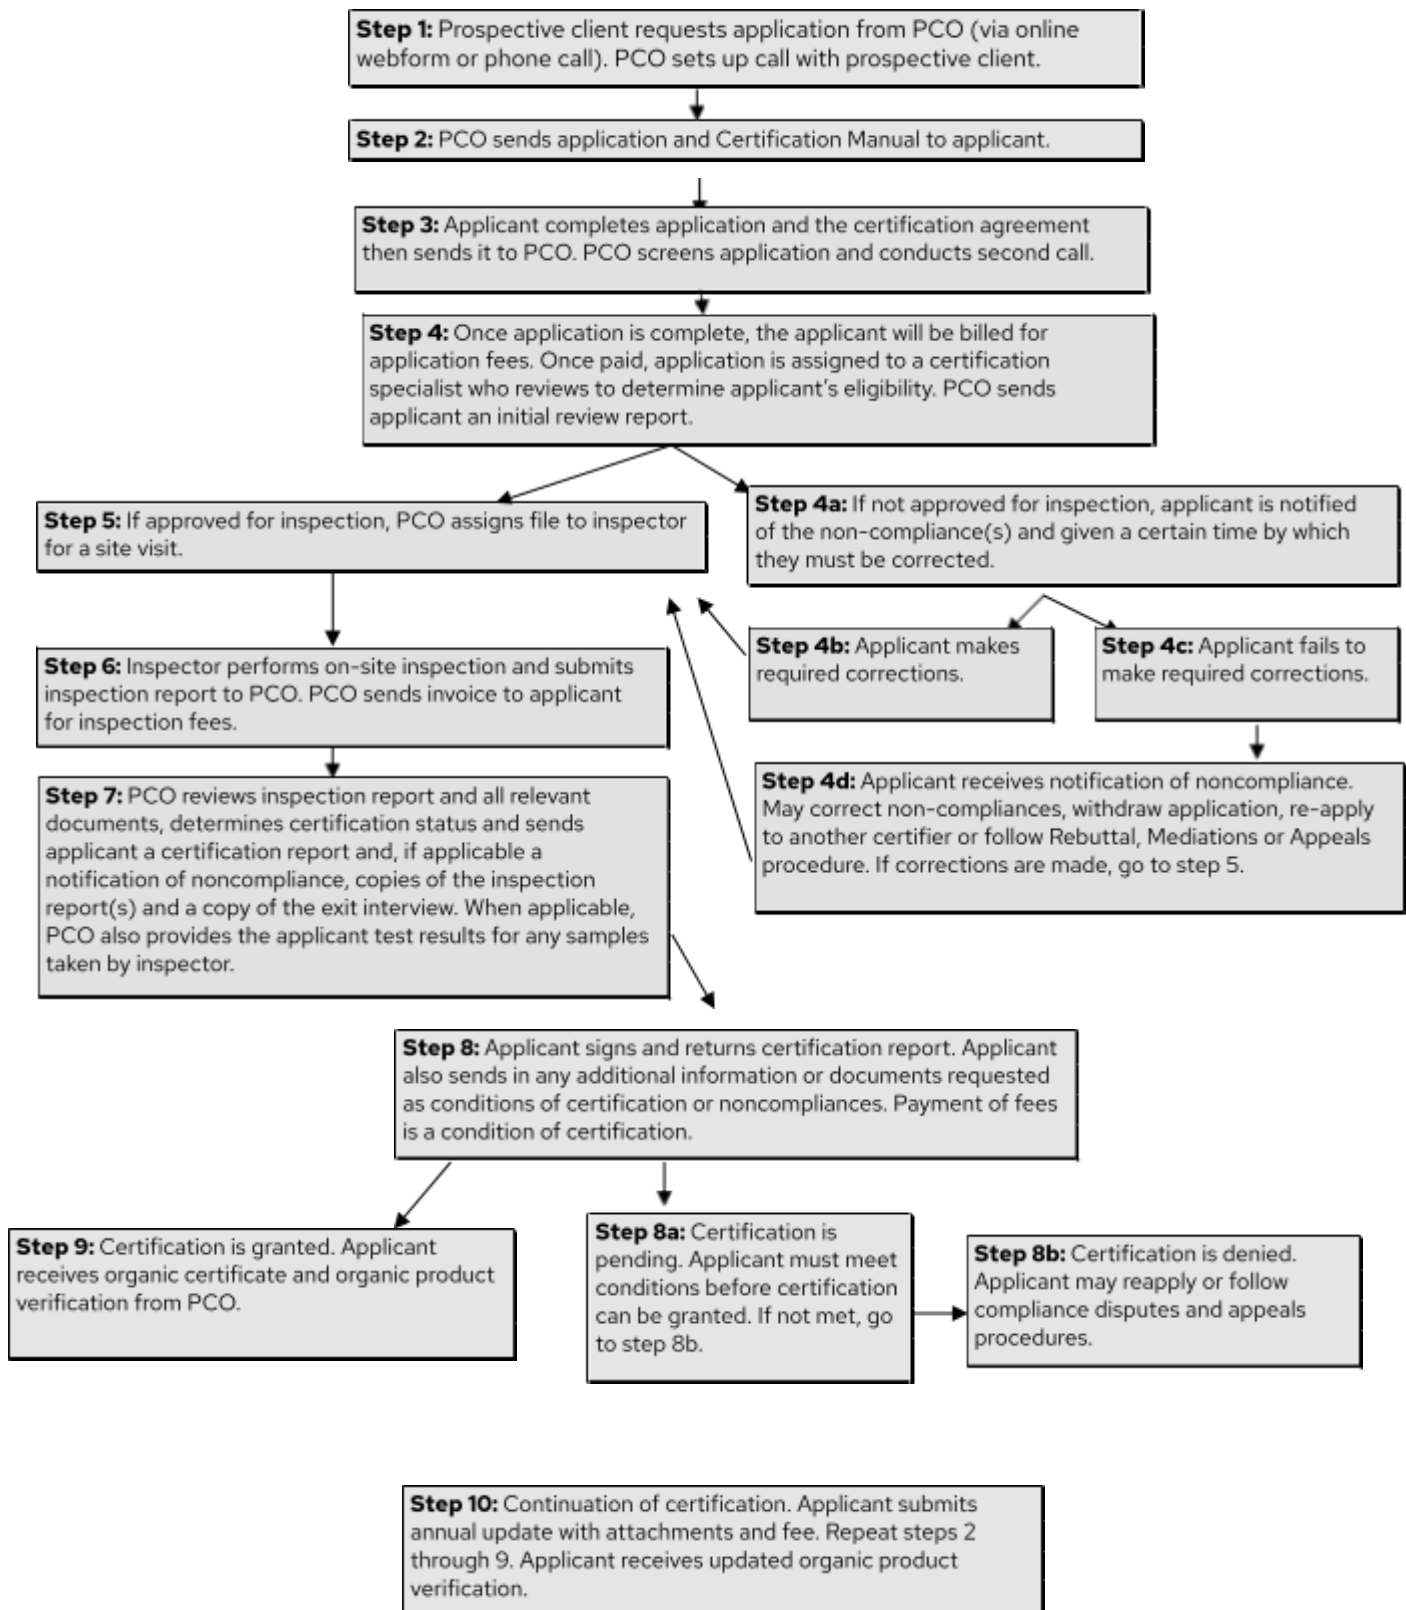 Step 1: Prospective client requests application from PCO (via online
webform or phone call). PCO sets up call with prospective client.
Step 2: PCO sends application and Certification Manual to applicant.
Step 3: Applicant completes application and the certification agreement
then sends it to PCO. PCO screens application and conducts second call.
Step 4: Once application is complete, the applicant will be billed for
application fees. Once paid, application is assigned to a certification
specialist who reviews to determine applicant's eligibility. PCO sends
applicant an initial review report.
Step 5: If approved for inspection, PCO assigns file to inspector
for a site visit.
Step 4a: If not approved for inspection, applicant is notified
of the non-compliance(s) and given a certain time by which
they must be corrected.
Step 4b: Applicant makes
required corrections.
Step 4c: Applicant fails to
make required corrections.
Step 6: Inspector performs on-site inspection and submits
inspection report to PCO. PCO sends invoice to applicant
for inspection fees.
Step 4d: Applicant receives notification of noncompliance.
May correct non-compliances, withdraw application, re-apply
to another certifier or follow Rebuttal, Mediations or Appeals
procedure. If corrections are made, go to step 5.
Step 7: PCO reviews inspection report and all relevant
documents, determines certification status and sends
applicant a certification report and, if applicable a
notification of noncompliance, copies of the inspection
report(s) and a copy of the exit interview. When applicable,
PCO also provides the applicant test results for any samples
taken by inspector.
Step 8: Applicant signs and returns certification report. Applicant
also sends in any additional information or documents requested
as conditions of certification or noncompliances. Payment of fees
is a condition of certification.
Step 9: Certification is granted. Applicant
receives organic certificate and organic product
verification from PCO.
Step 8a: Certification is
pending. Applicant must meet
conditions before certification
can be granted. If not met, go
to step 8b.
Step 8b: Certification is denied.
Applicant may reapply or follow
compliance disputes and appeals
procedures.
Step 10: Continuation of certification. Applicant submits
annual update with attachments and fee. Repeat steps 2
through 9. Applicant receives updated organic product
verification.